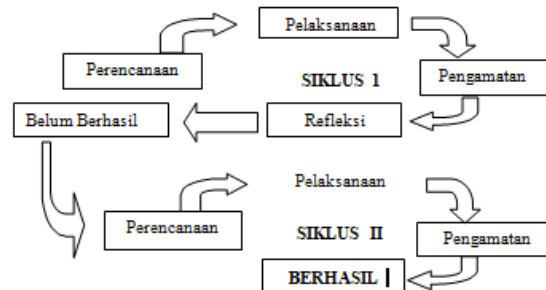 Pelaksanaan
Perencanaan
SIKLUS 1
Pengamatan
Belum Berhasil
Refleksi
Pelaksanaan
Perencanaan
SIKLUS II
Pengamatan
BERHASIL